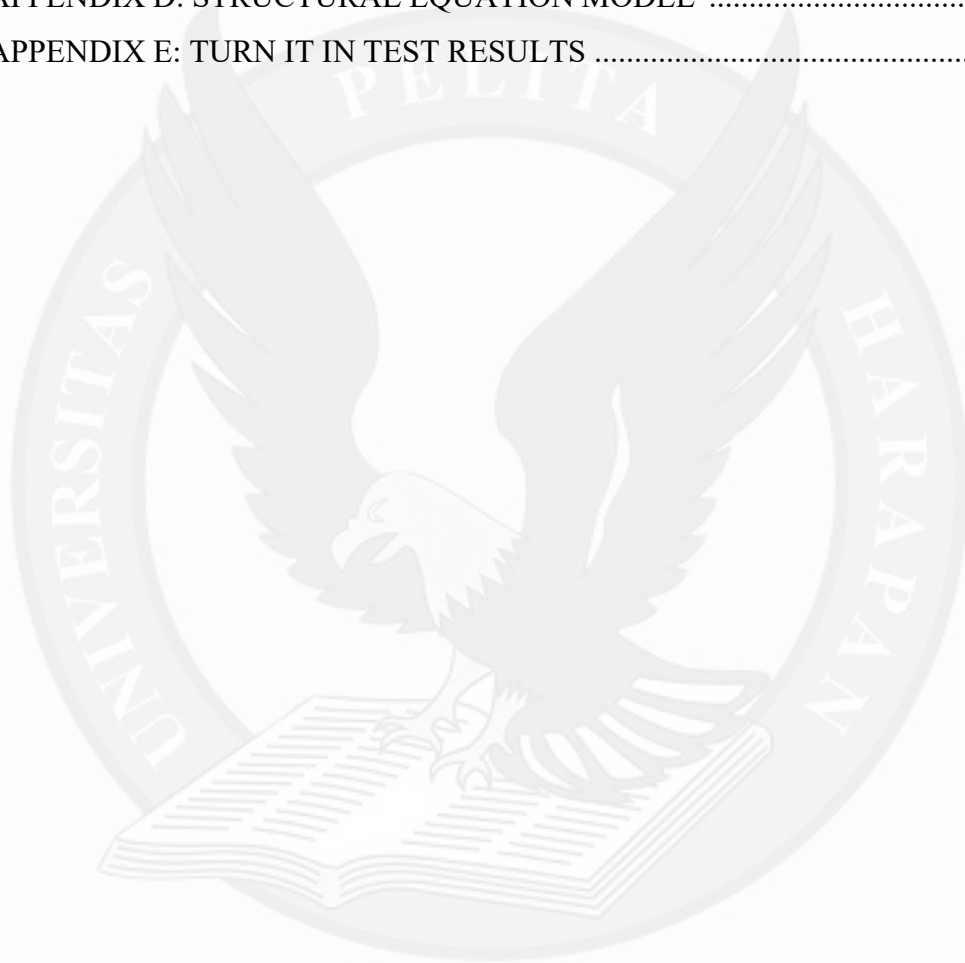 APPENDIX D: STRUCTURAL EQUATION MODEL ........................................
APPENDIX E: TURN IT IN TEST RESULTS ...............................................
UNIVERSITAS PELITA HARAPAN